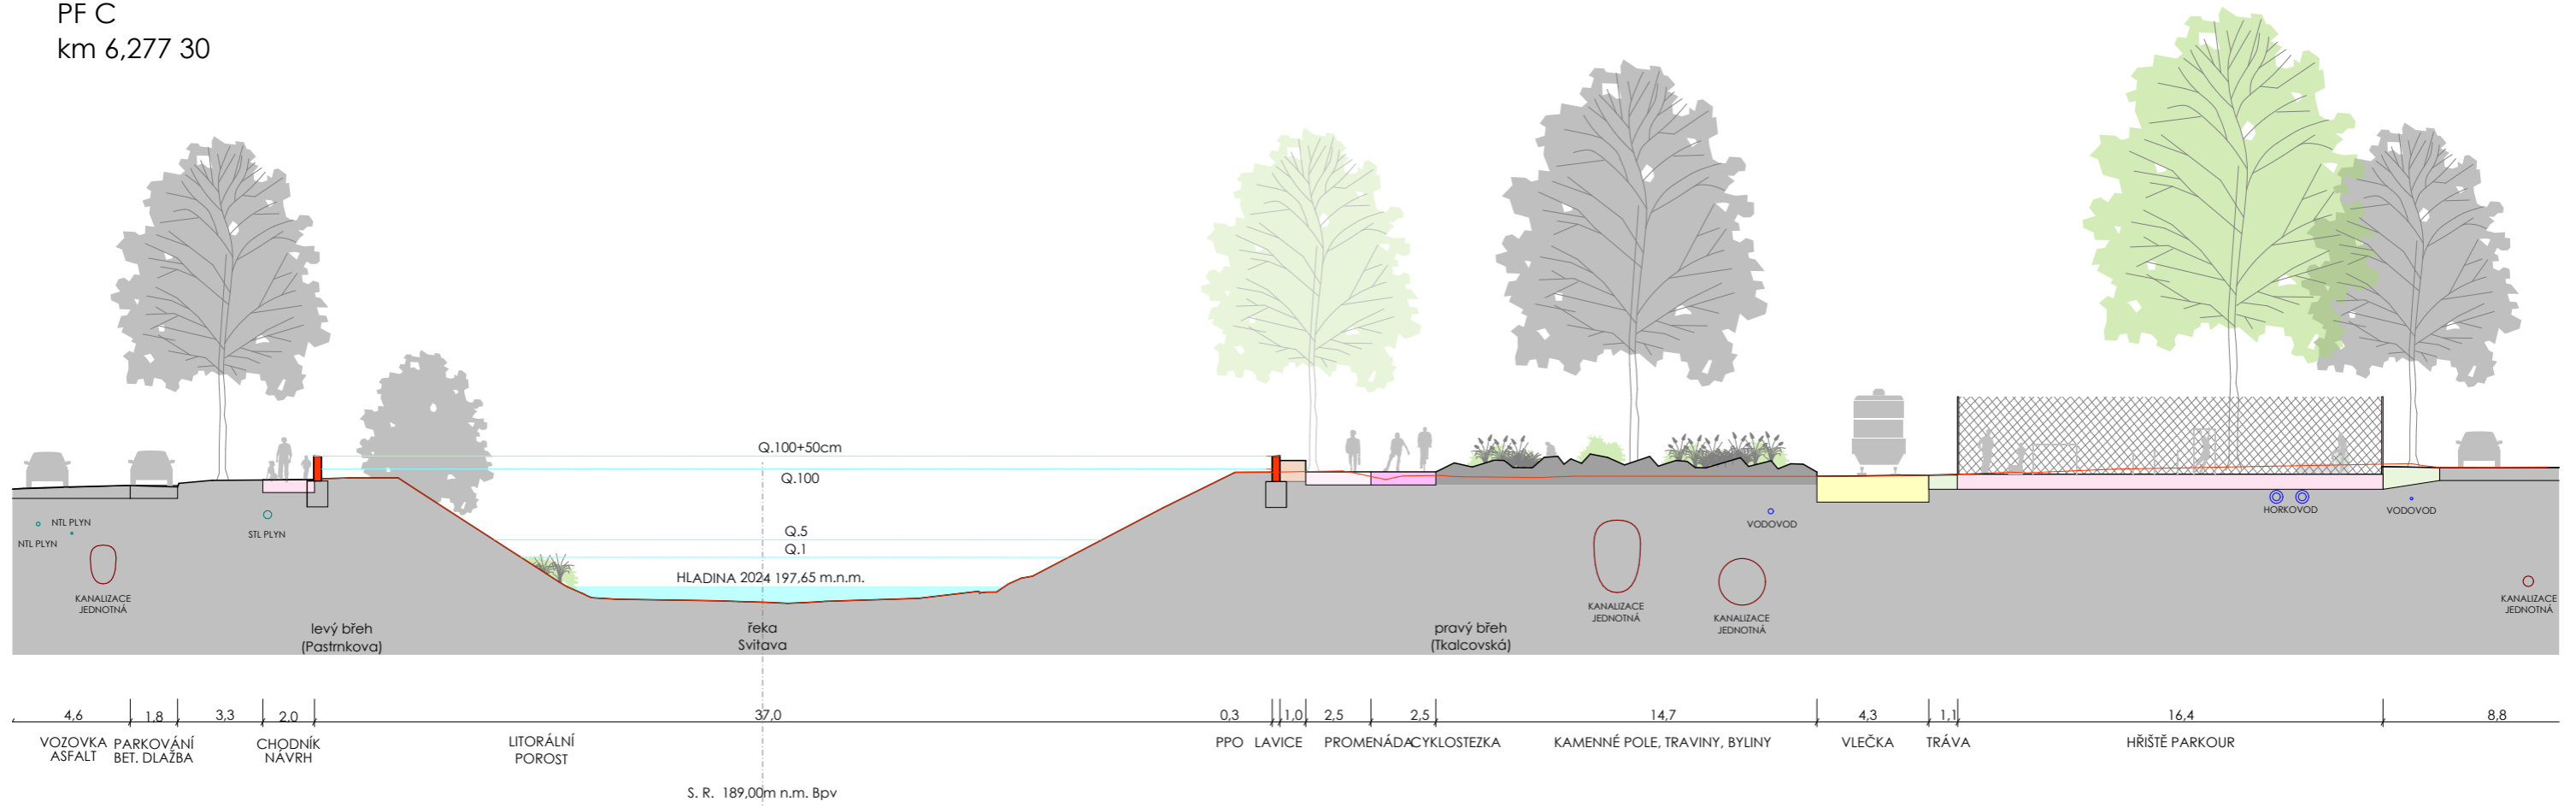 PF C
km 6,277 30
Q.100+50cm
Q.100
Q.5
Q.1
HLADINA 2024 197,65 m.n.m.
NTL PLYN
NTL PLYN
STL PLYN
KANALIZACE
JEDNOTNÁ
levý břeh
(Pastrnkova)
řeka
Svitava
pravý břeh
(Tkalcovská)
KANALIZACE
JEDNOTNÁ
KANALIZACE
JEDNOTNÁ
VODOVOD
HORKOVOD
VODOVOD
KANALIZACE
JEDNOTNÁ
4,6 1,8 3,3 2,0 37,0 0,3 1,0 2,5 2,5 14,7 4,3 1,1 16,4 8,8
VOZOVKA
ASFALT
PARKOVÁNÍ
BET. DLAŽBA
CHODNÍK
NÁVRH
LITORÁLNÍ
POROST
PPO LAVICE PROMENÁDA CYKLOSTEZKA KAMENNÉ POLE, TRAVINY, BYLINY VLEČKA TRÁVA HŘIŠTĚ PARKOUR
S. R. 189,00m n.m. Bpv